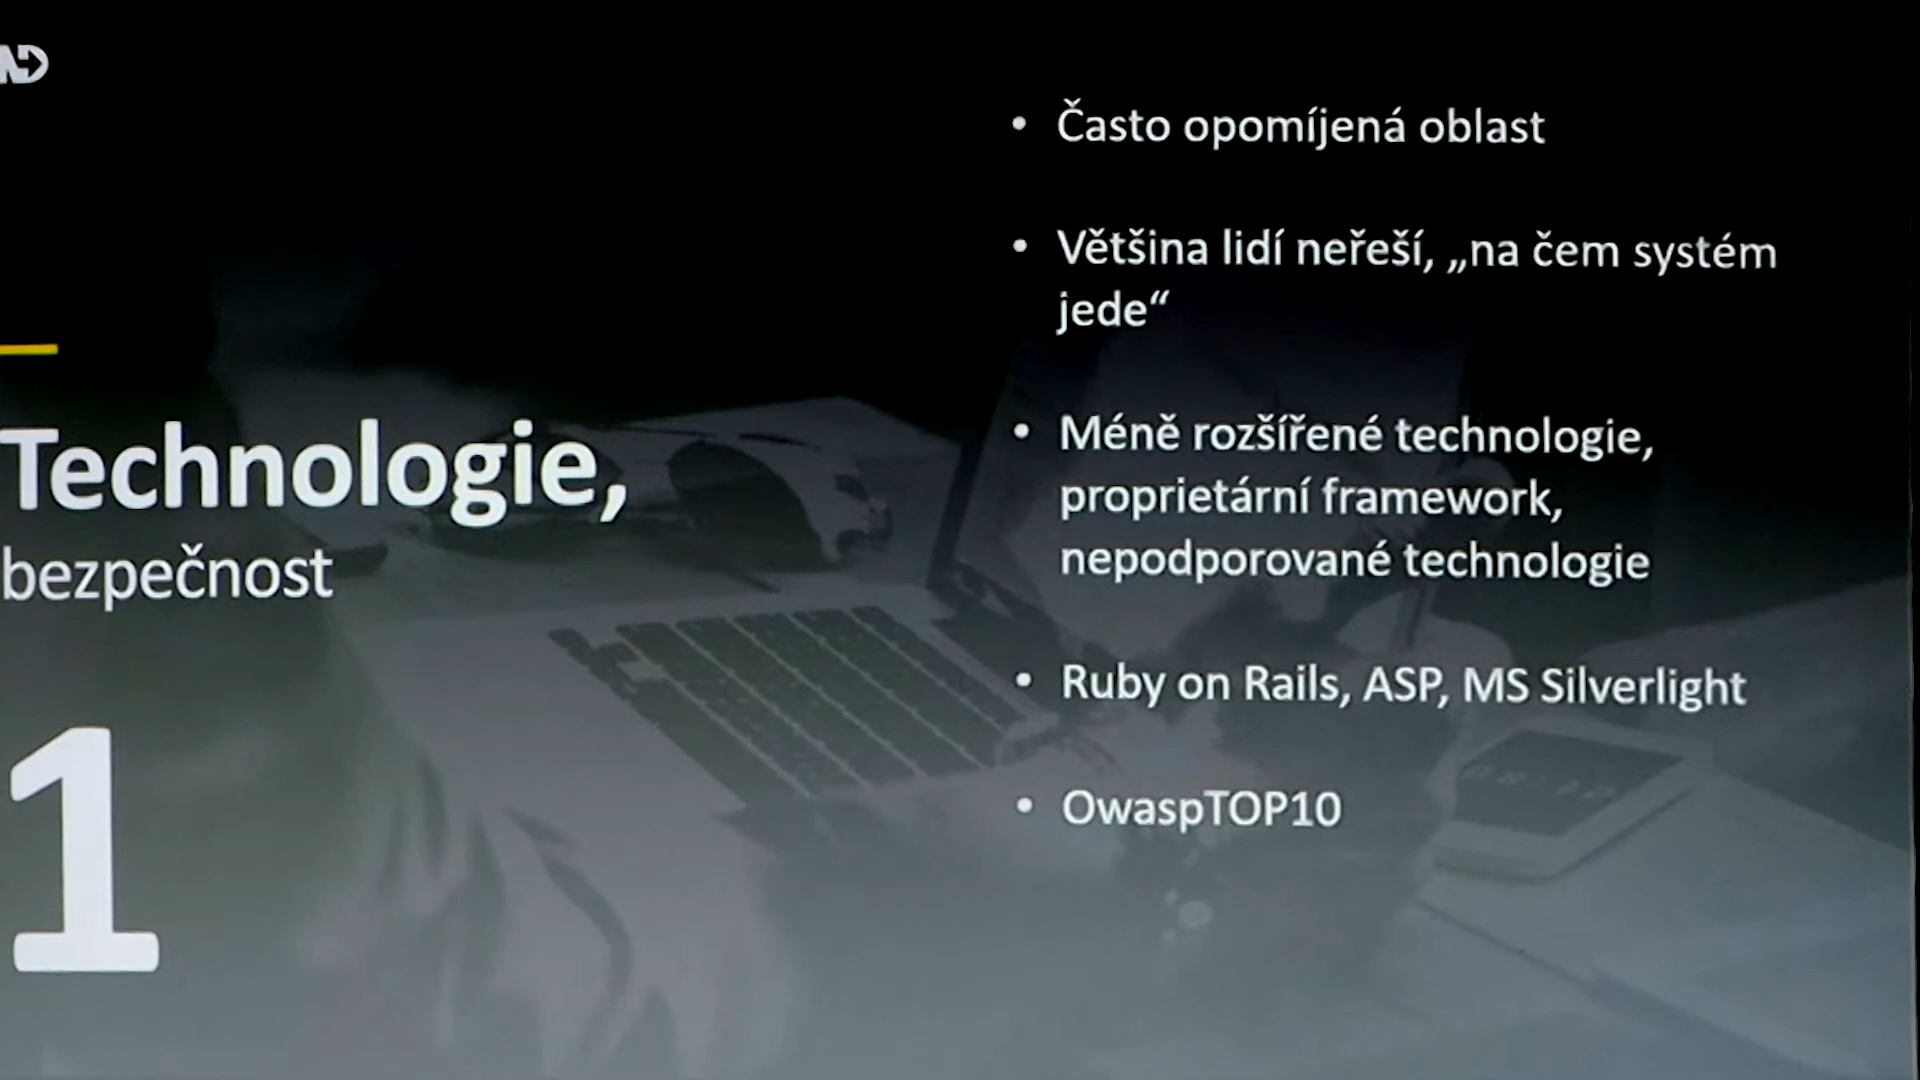 Technologie,
bezpečnost
1
• Často opomíjená oblast
• Většina lidí neřeší, „na čem systém
jede“
• Méně rozšířené technologie,
proprietární framework,
nepodporované technologie
• Ruby on Rails, ASP, MS Silverlight
• OwaspTOP10